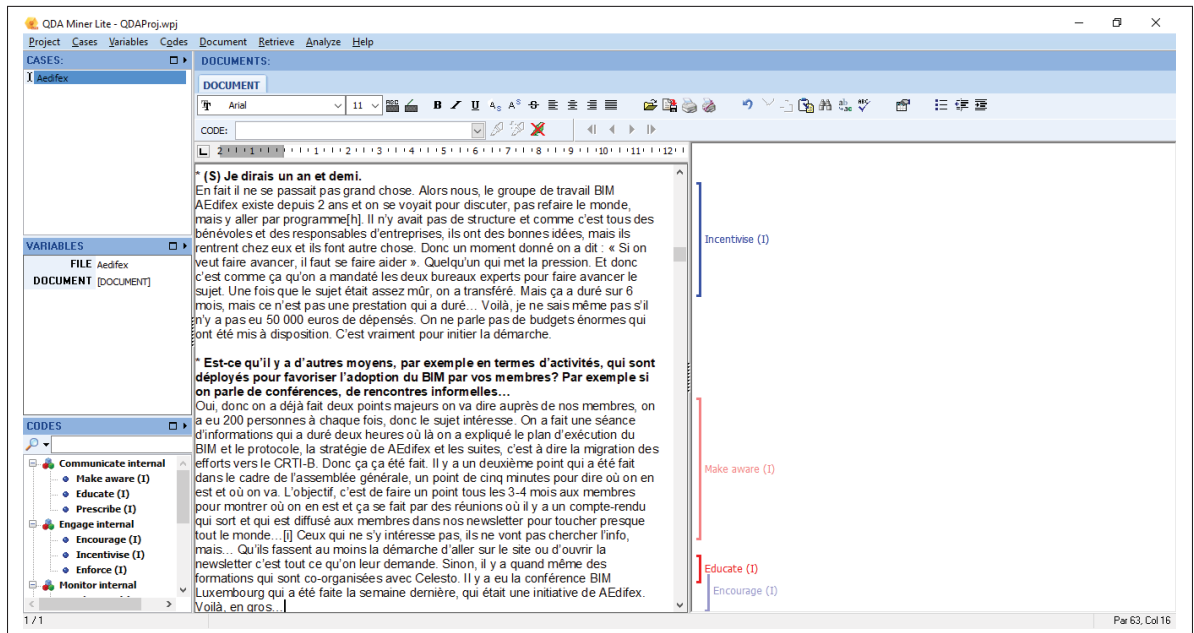 QDA Miner Lite - QDAProj.wpj
Project Cases Variables Codes Document Retrieve Analyze Help
CASES:
Aedifex
VARIABLES
FILE Aedifex
DOCUMENT [DOCUMENT]
CODES
Communicate internal
Make aware (I)
Educate (I)
Prescribe (I)
Engage internal
Encourage (I)
Incentivise (I)
Enforce (I)
Monitor internal
DOCUMENTS:
DOCUMENT
Arial 11 B I U
CODE:
L 2 1 1 2 3 4 5 6 7 8 9 10 11 12
* (S) Je dirais un an et demi.
En fait il ne se passait pas grand chose. Alors nous, le groupe de travail BIM
AEdifex existe depuis 2 ans et on se voyait pour discuter, pas refaire le monde,
mais y aller par programme[h]. Il n'y avait pas de structure et comme c'est tous des
bénévoles et des responsables d'entreprises, ils ont des bonnes idées, mais ils
rentrent chez eux et ils font autre chose. Donc un moment donné on a dit : « Si on
veut faire avancer, il faut se faire aider ». Quelqu'un qui met la pression. Et donc
c'est comme ça qu'on a mandaté les deux bureaux experts pour faire avancer le
sujet. Une fois que le sujet était assez mûr, on a transféré. Mais ça a duré sur 6
mois, mais ce n'est pas une prestation qui a duré… Voilà, je ne sais même pas s'il
n'y a pas eu 50 000 euros de dépensés. On ne parle pas de budgets énormes qui
ont été mis à disposition. C'est vraiment pour initier la démarche.
* Est-ce qu'il y a d'autres moyens, par exemple en termes d'activités, qui sont
déployés pour favoriser l'adoption du BIM par vos membres? Par exemple si
on parle de conférences, de rencontres informelles…
Oui, donc on a déjà fait deux points majeurs on va dire auprès de nos membres, on
a eu 200 personnes à chaque fois, donc le sujet intéresse. On a fait une séance
d'informations qui a duré deux heures où là on a expliqué le plan d'exécution du
BIM et le protocole, la stratégie de AEdifex et les suites, c'est à dire la migration des
efforts vers le CRTI-B. Donc ça ça été fait. Il y a un deuxième point qui a été fait
dans le cadre de l'assemblée générale, un point de cinq minutes pour dire où on en
est et où on va. L'objectif, c'est de faire un point tous les 3-4 mois aux membres
pour montrer où on en est et ça se fait par des réunions où il y a un compte-rendu
qui sort et qui est diffusé aux membres dans nos newsletter pour toucher presque
tout le monde…[i] Ceux qui ne s'y intéresse pas, ils ne vont pas chercher l'info,
mais… Qu'ils fassent au moins la démarche d'aller sur le site ou d'ouvrir la
newsletter c'est tout ce qu'on leur demande. Sinon, il y a quand même des
formations qui sont co-organisées avec Celesto. Il y a eu la conférence BIM
Luxembourg qui a été faite la semaine dernière, qui était une initiative de AEdifex.
Voilà, en gros…
Incentivise (I)
Make aware (I)
Educate (I)
Encourage (I)
1 / 1
Par 63, Col 16